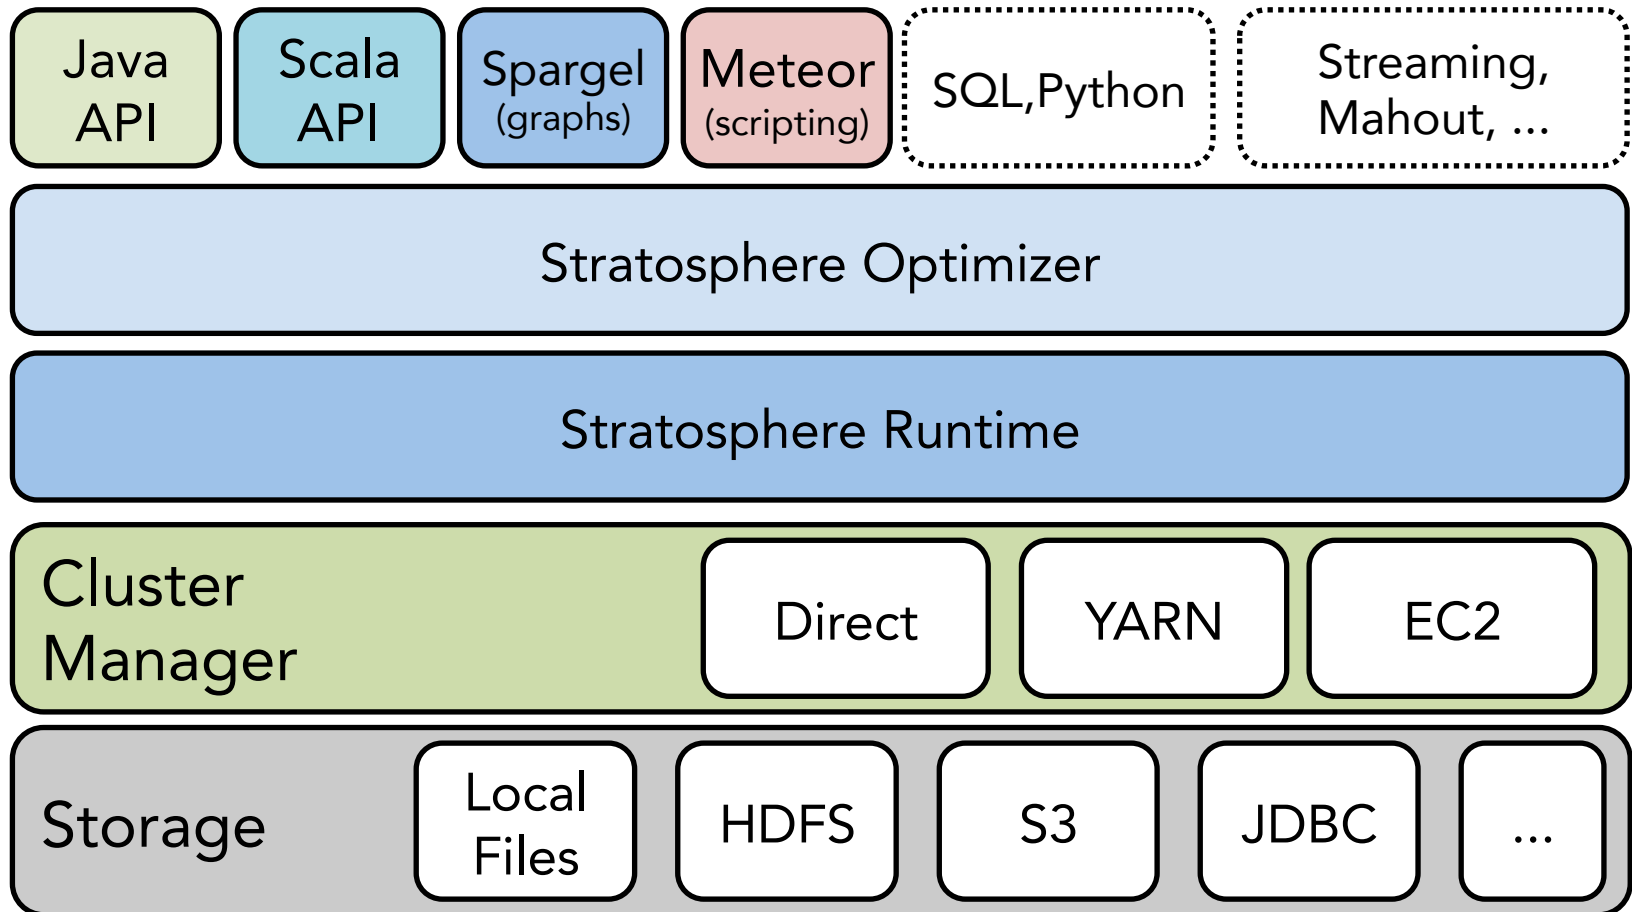 Java
API
Scala
API
Spargel
(graphs)
Meteor
(scripting)
SQL,Python
Streaming,
Mahout, ...
Stratosphere Optimizer
Stratosphere Runtime
Cluster
Manager
Direct
YARN
EC2
Storage
Local
Files
HDFS
S3
JDBC
...